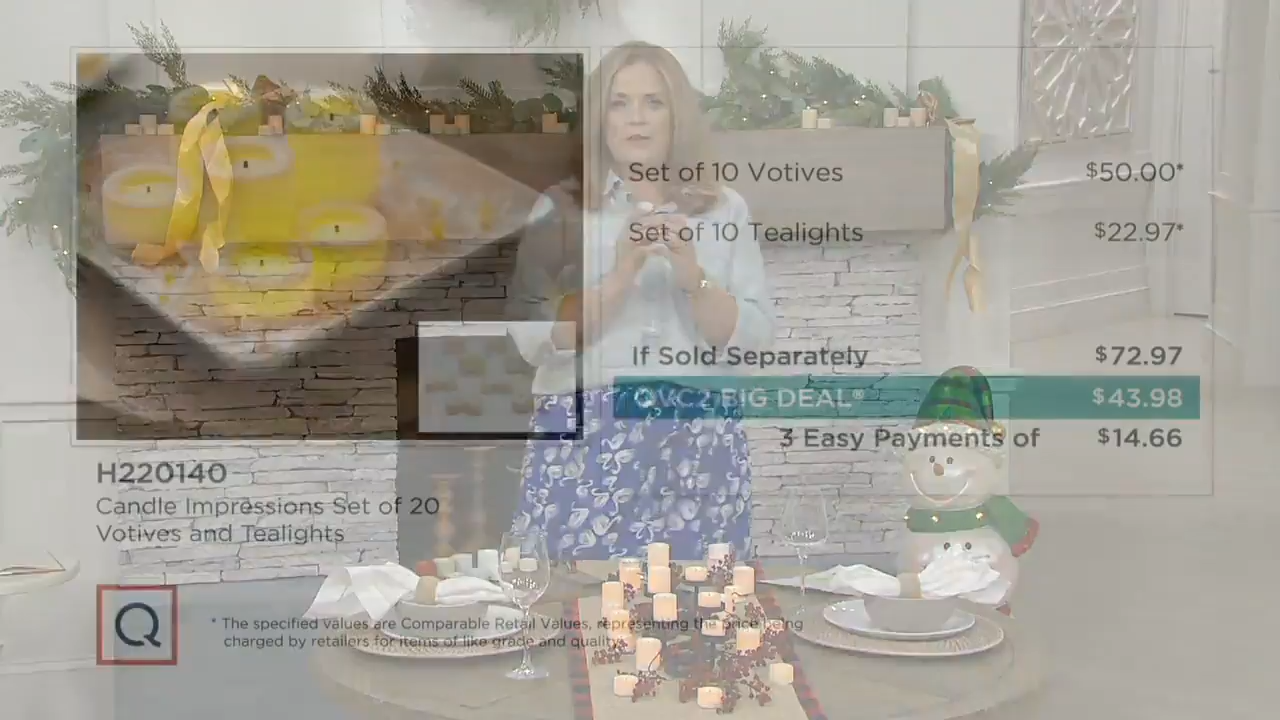 Set of 10 Votives $50.00*
Set of 10 Tealights $22.97*
If Sold Separately $72.97
QVC2 BIG DEAL® $43.98
3 Easy Payments of $14.66
H220140
Candle Impressions Set of 20
Votives and Tealights
Q
* The specified values are Comparable Retail Values, representing the price being
charged by retailers for items of like grade and quality.